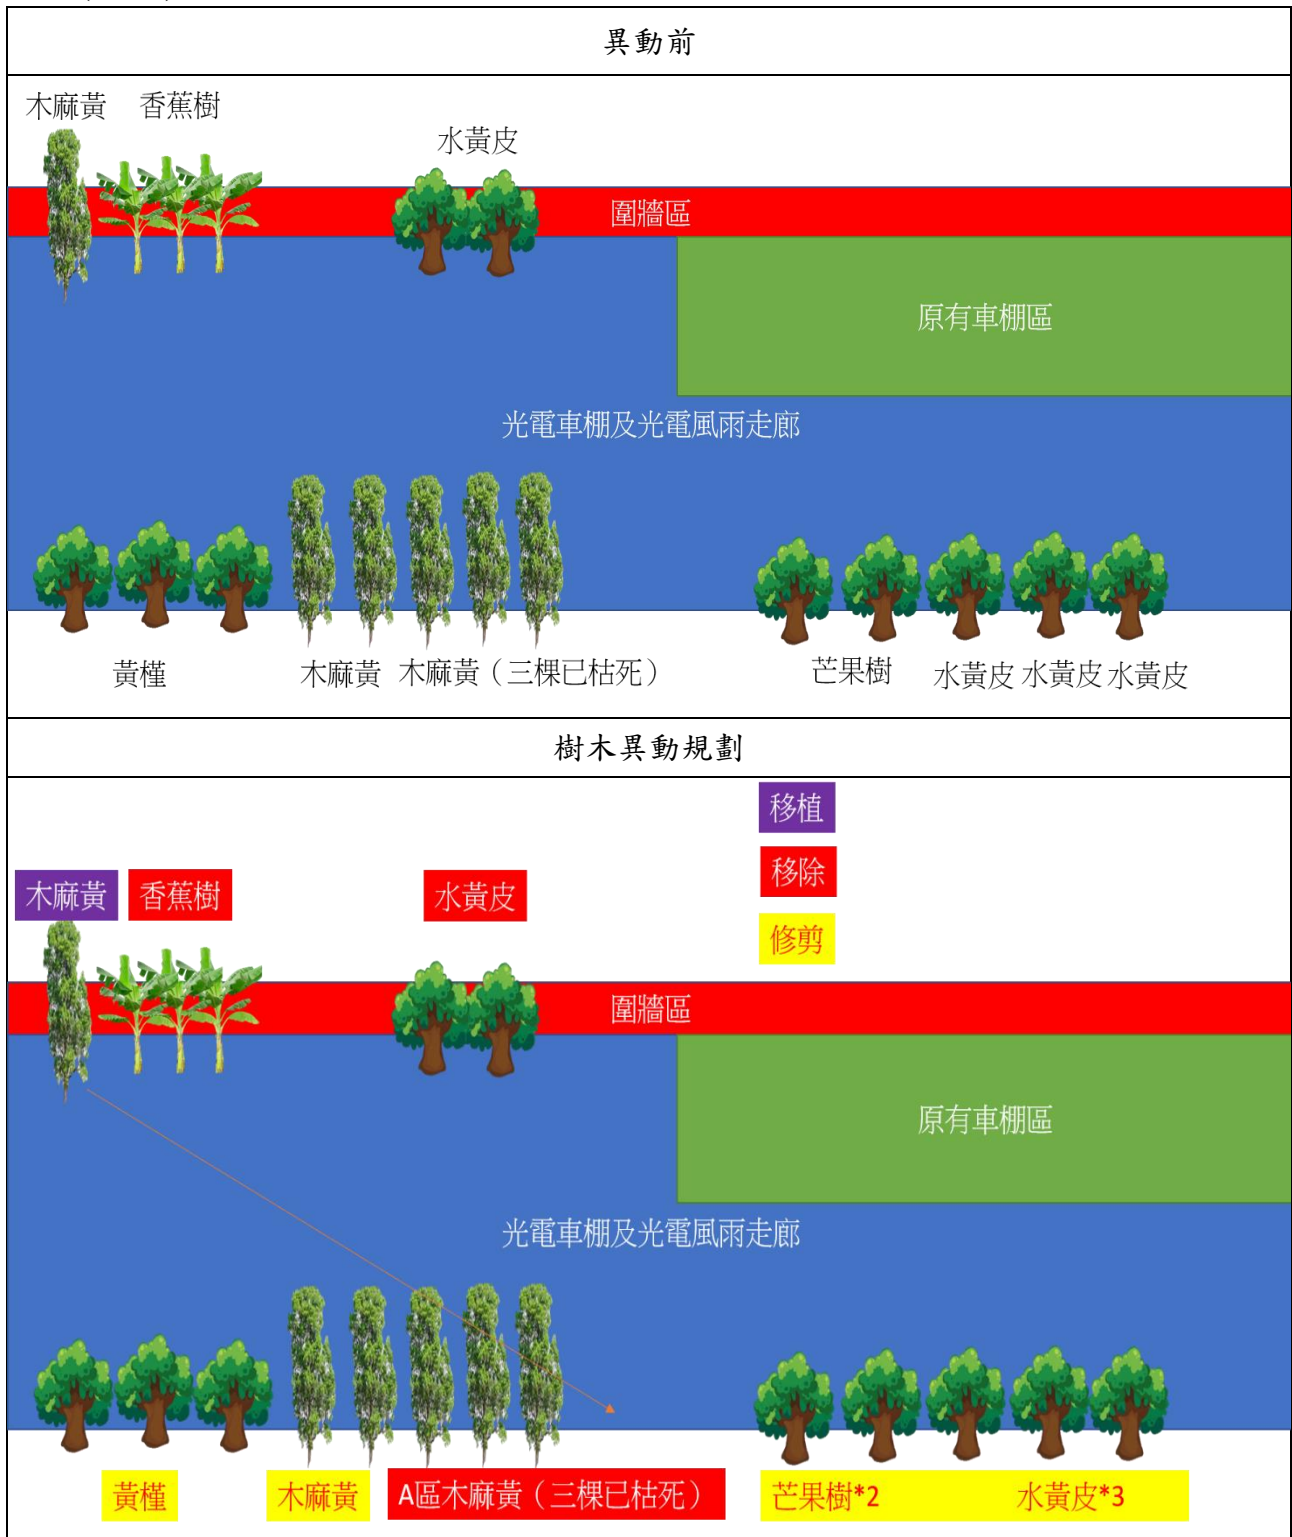 異動前
木麻黃 香蕉樹
水黃皮
圍牆區
原有車棚區
光電車棚及光電風雨走廊
黃槿 木麻黃 木麻黃（三棵已枯死） 芒果樹 水黃皮 水黃皮 水黃皮
樹木異動規劃
移植
移除
木麻黃 香蕉樹 水黃皮
修剪
圍牆區
原有車棚區
光電車棚及光電風雨走廊
黃槿 木麻黃 A區木麻黃（三棵已枯死） 芒果樹*2 水黃皮*3